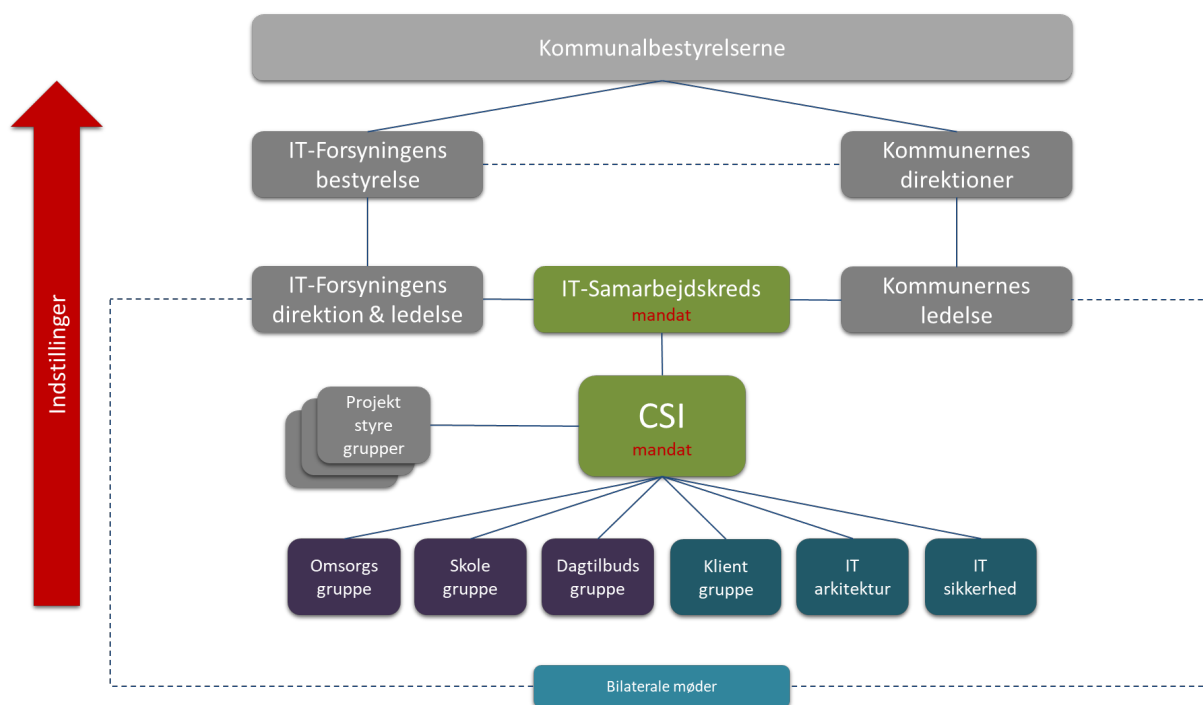 Kommunalbestyrelserne
IT-Forsyningens
bestyrelse
Kommunernes
direktioner
IT-Forsyningens
direktion & ledelse
IT-Samarbejdskreds
mandat
Kommunernes
ledelse
Indstillinger
Projekt
styre
grupper
CSI
mandat
Omsorgs
gruppe
Skole
gruppe
Dagtilbuds
gruppe
Klient
gruppe
IT
arkitektur
IT
sikkerhed
Bilaterale møder